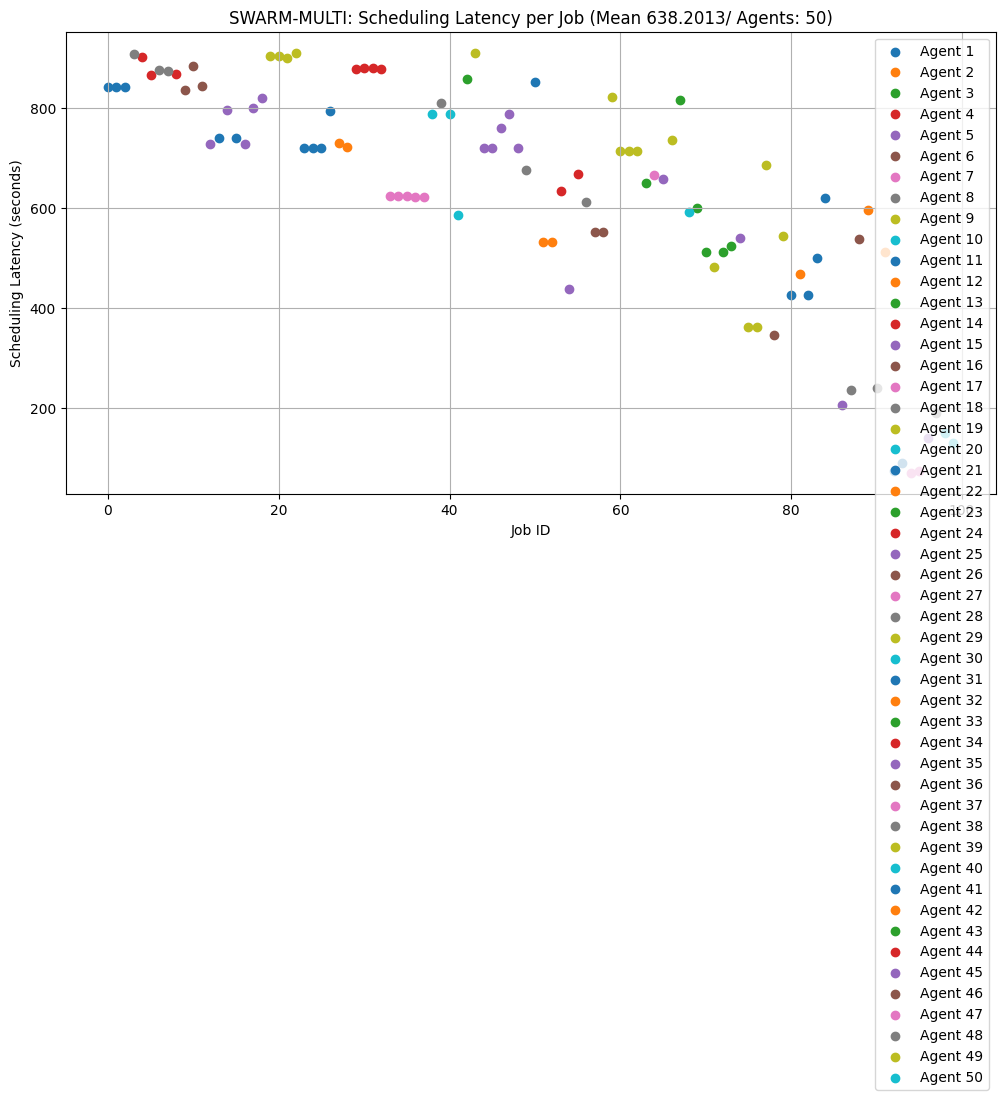 SWARM-MULTI: Scheduling Latency per Job (Mean 638.2013/ Agents: 50)
Scheduling Latency (seconds)
800
600
400
200
0
20
40
60
80
100
Job ID
Agent 1
Agent 2
Agent 3
Agent 4
Agent 5
Agent 6
Agent 7
Agent 8
Agent 9
Agent 10
Agent 11
Agent 12
Agent 13
Agent 14
Agent 15
Agent 16
Agent 17
Agent 18
Agent 19
Agent 20
Agent 21
Agent 22
Agent 23
Agent 24
Agent 25
Agent 26
Agent 27
Agent 28
Agent 29
Agent 30
Agent 31
Agent 32
Agent 33
Agent 34
Agent 35
Agent 36
Agent 37
Agent 38
Agent 39
Agent 40
Agent 41
Agent 42
Agent 43
Agent 44
Agent 45
Agent 46
Agent 47
Agent 48
Agent 49
Agent 50